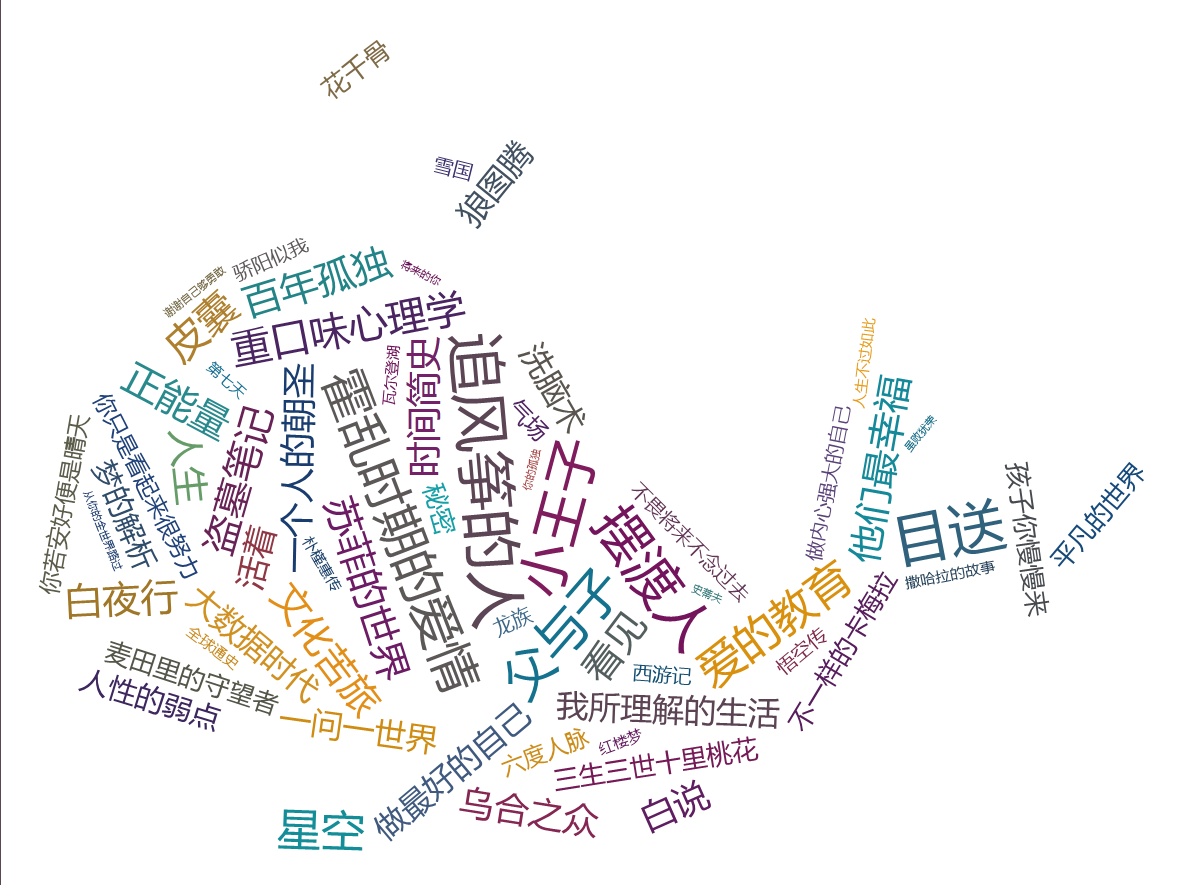 花千骨
雪国
狼图腾
骄阳似我
百年孤独
将来的你
谢谢自己够勇敢
皮囊
重口味心理学
追风筝的人
洗脑术
瓦尔登湖
时间简史
霍乱时期的爱情
一个人的朝圣
第七天
正能量
气场
人生不过如此
他们最幸福
虽败犹荣
你只是看起来很努力
盗墓笔记
人生
你若安好便是晴天
梦的解析
从你的全世界路过
你的孤独
小王子
秘密
做内心强大的自己
苏菲的世界
摆渡人
不畏将来不念过去
目送
孩子你慢慢来
平凡的世界
活着
朴槿惠传
撒哈拉的故事
白夜行
大数据时代
文化苦旅
父与子
龙族
看见
史蒂夫
爱的教育
不一样的卡梅拉
悟空传
全球通史
麦田里的守望者
西游记
人性的弱点
一问一世界
我所理解的生活
做最好的自己
六度人脉
红楼梦
三生三世十里桃花
星空
乌合之众
白说